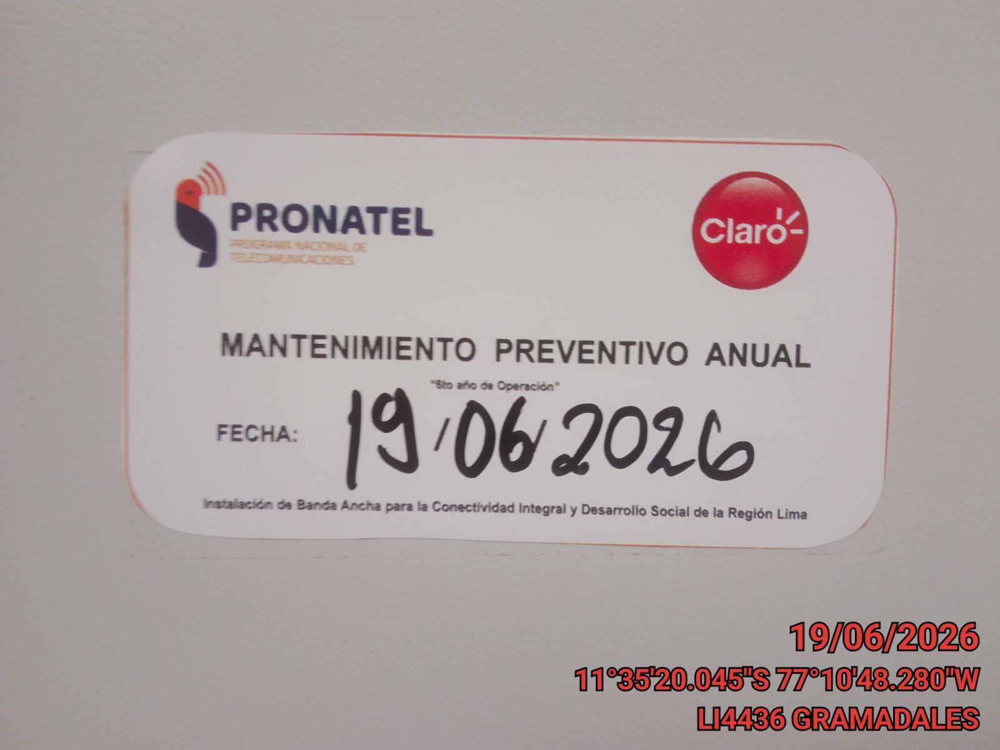 PRONATEL
PROGRAMA NACIONAL DE
TELECOMUNICACIONES
Claro
MANTENIMIENTO PREVENTIVO ANUAL
"6to año de Operación"
FECHA: 19/06/2026
Instalación de Banda Ancha para la Conectividad Integral y Desarrollo Social de la Región Lima
19/06/2026
11°35'20.045"S 77°10'48.280"W
LI4436 GRAMADALES